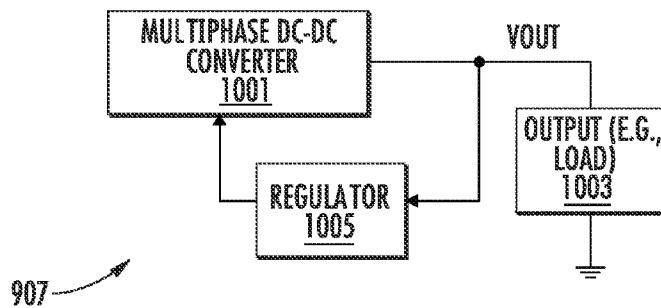 MULTIPHASE DC-DC
CONVERTER
1001
VOUT
OUTPUT (E.G.,
LOAD)
1003
REGULATOR
1005
907